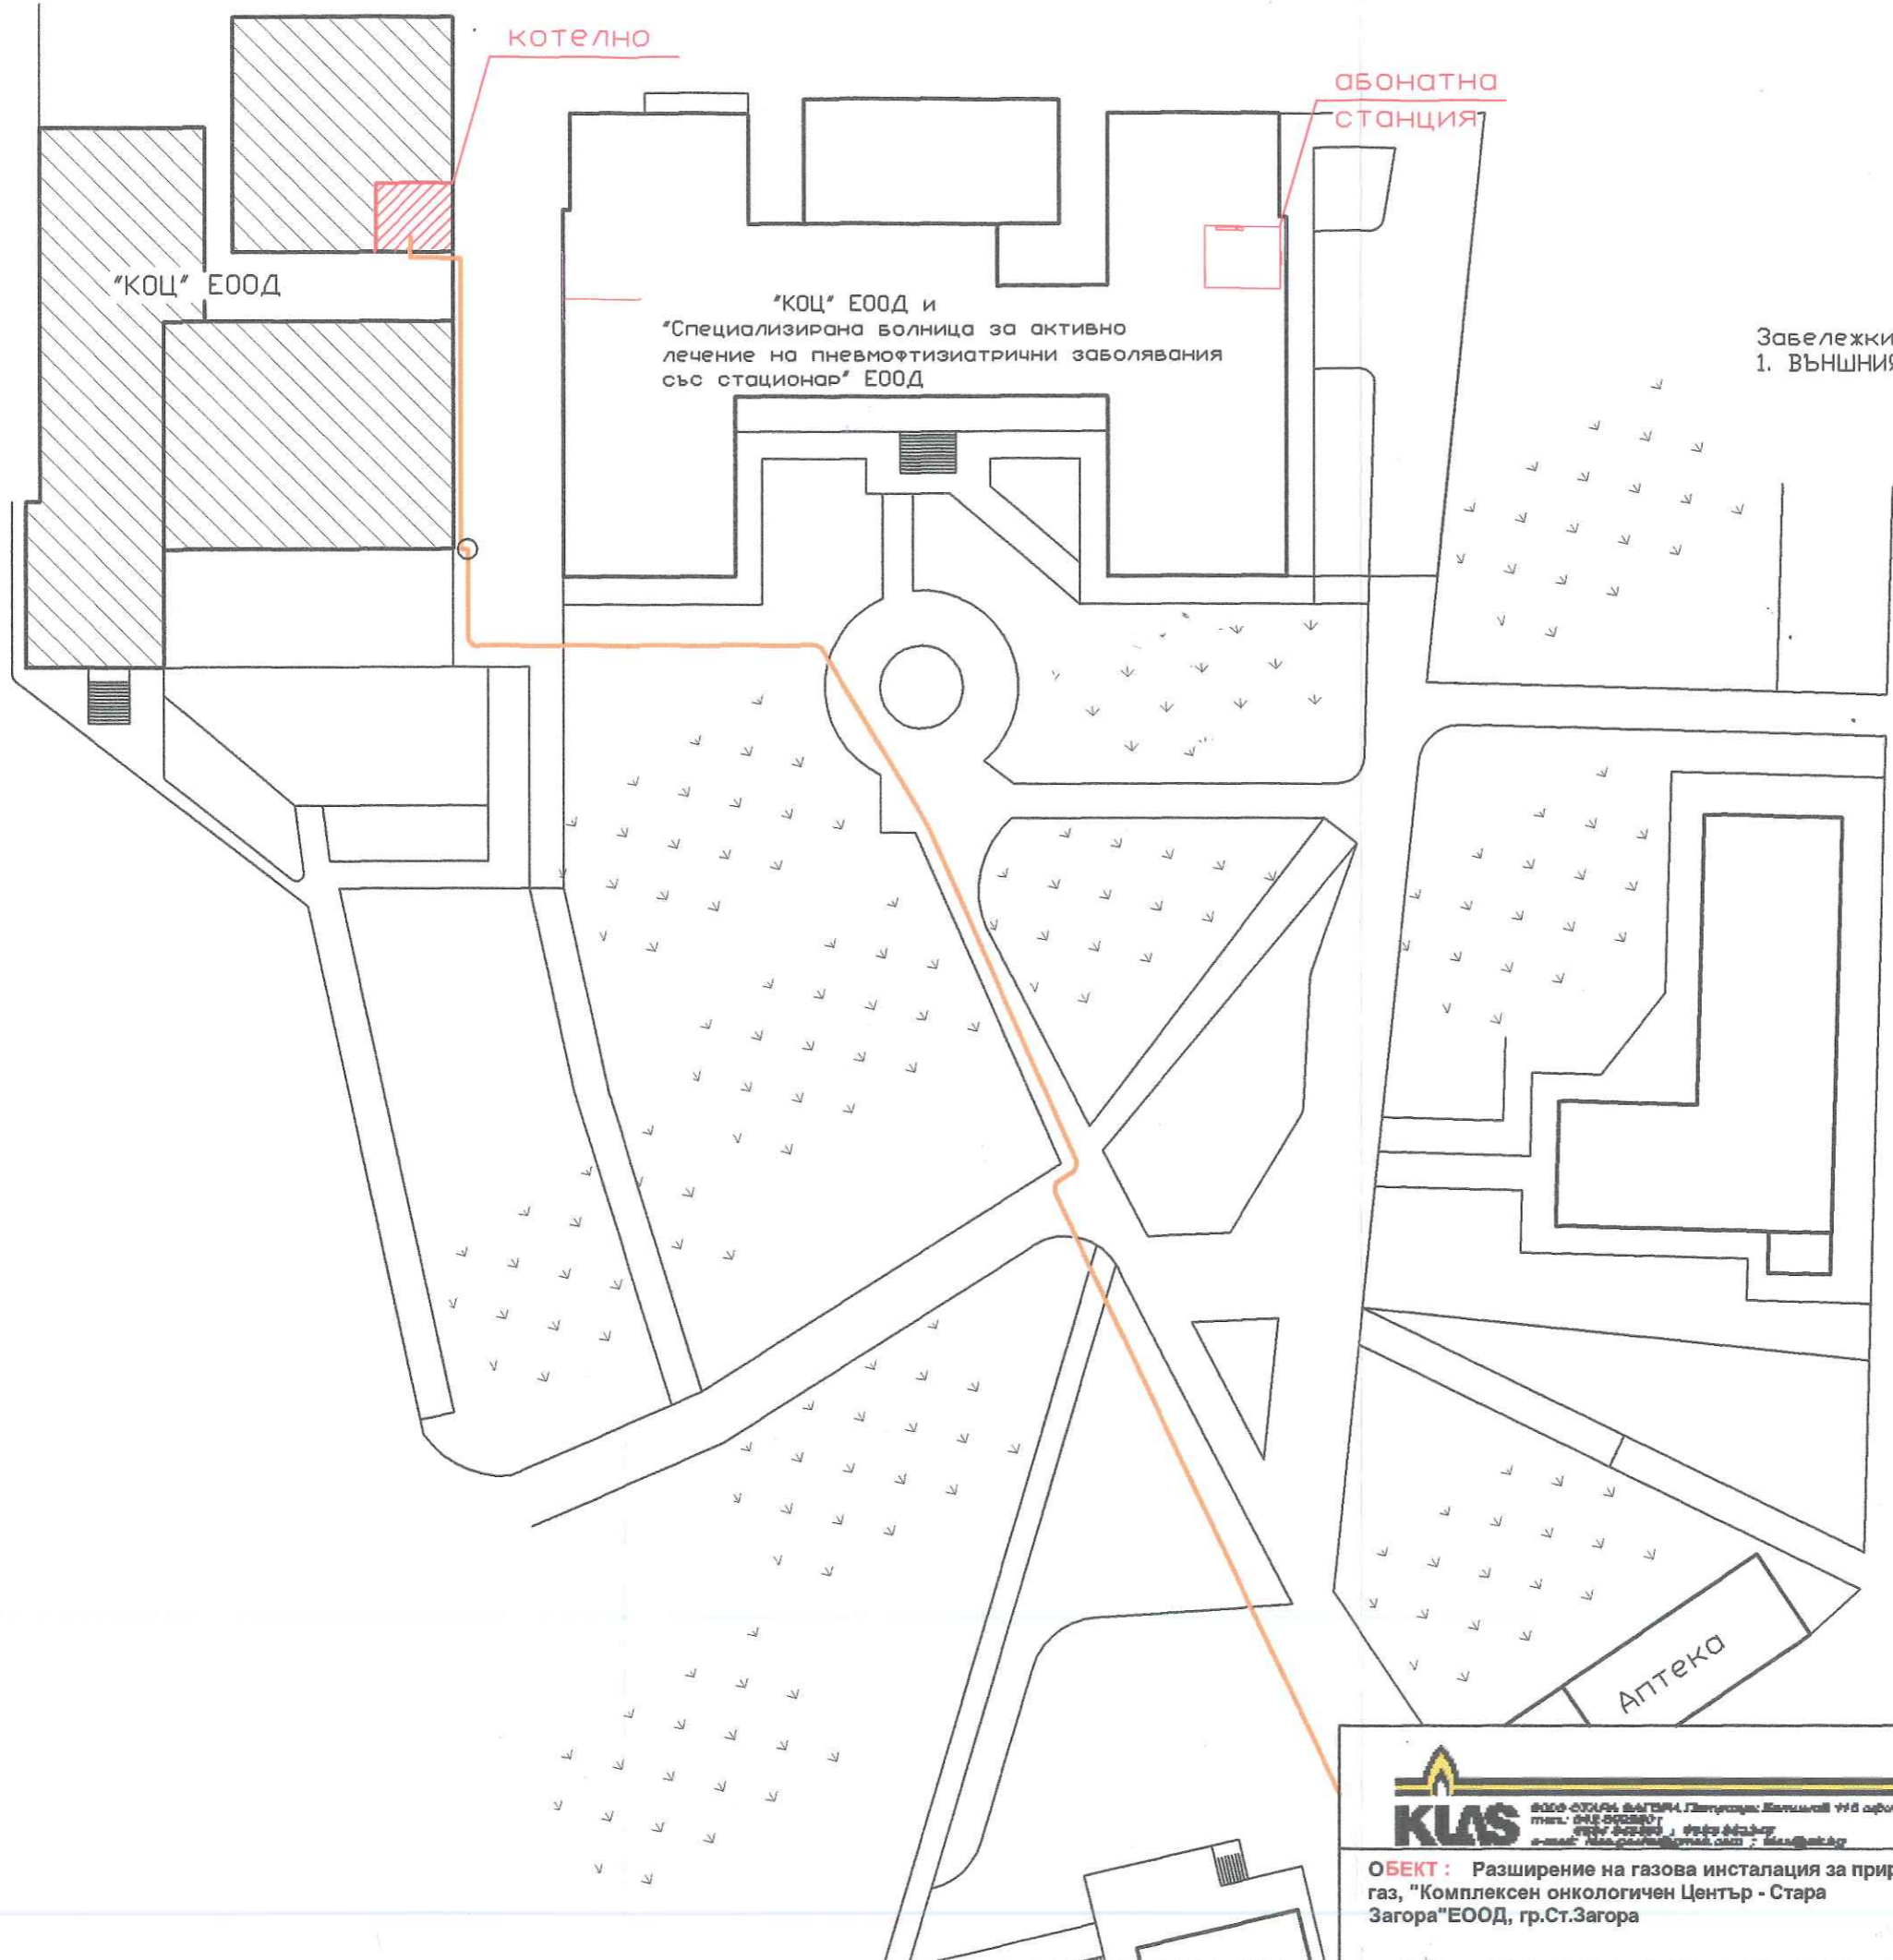 котелно
абонатна
станция
"КОЦ" ЕООД
"КОЦ" ЕООД и
"Специализирана болница за активно
лечение на пневмофтизиатрични заболявания
със стационар" ЕООД
Забележки
1. ВЪНШНИЯ
Аптека
KLAS
ОБЕКТ : Разширение на газова инсталация за прир
газ, "Комплексен онкологичен Център - Стара
Загора"ЕООД, гр.Ст.Загора